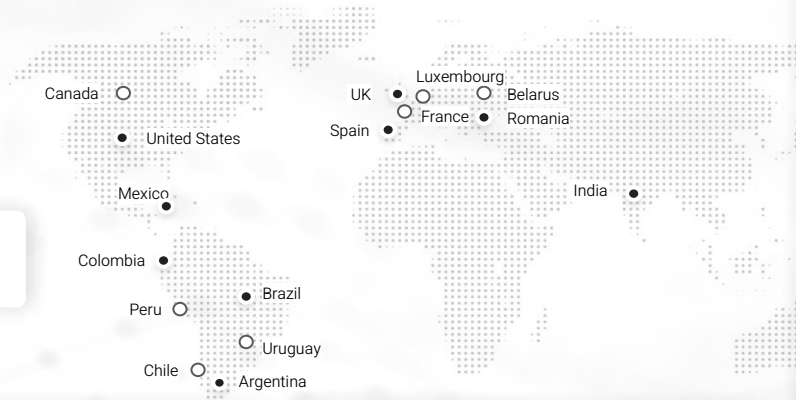 Luxembourg
Canada
UK
Belarus
France
Romania
Spain
United States
India
Mexico
Colombia
Brazil
Peru
Uruguay
Chile
Argentina